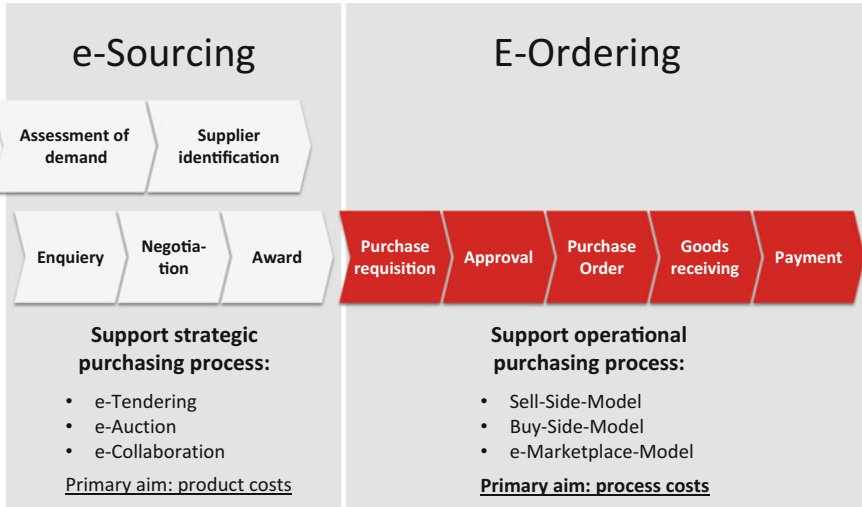 e-Sourcing
E-Ordering
Assessment of
demand
Supplier
identification
Enquiery
Negotia-
tion
Award
Purchase
requisition
Approval
Purchase
Order
Goods
receiving
Payment
Support strategic
purchasing process:
• e-Tendering
• e-Auction
• e-Collaboration
Primary aim: product costs
Support operational
purchasing process:
• Sell-Side-Model
• Buy-Side-Model
• e-Marketplace-Model
Primary aim: process costs